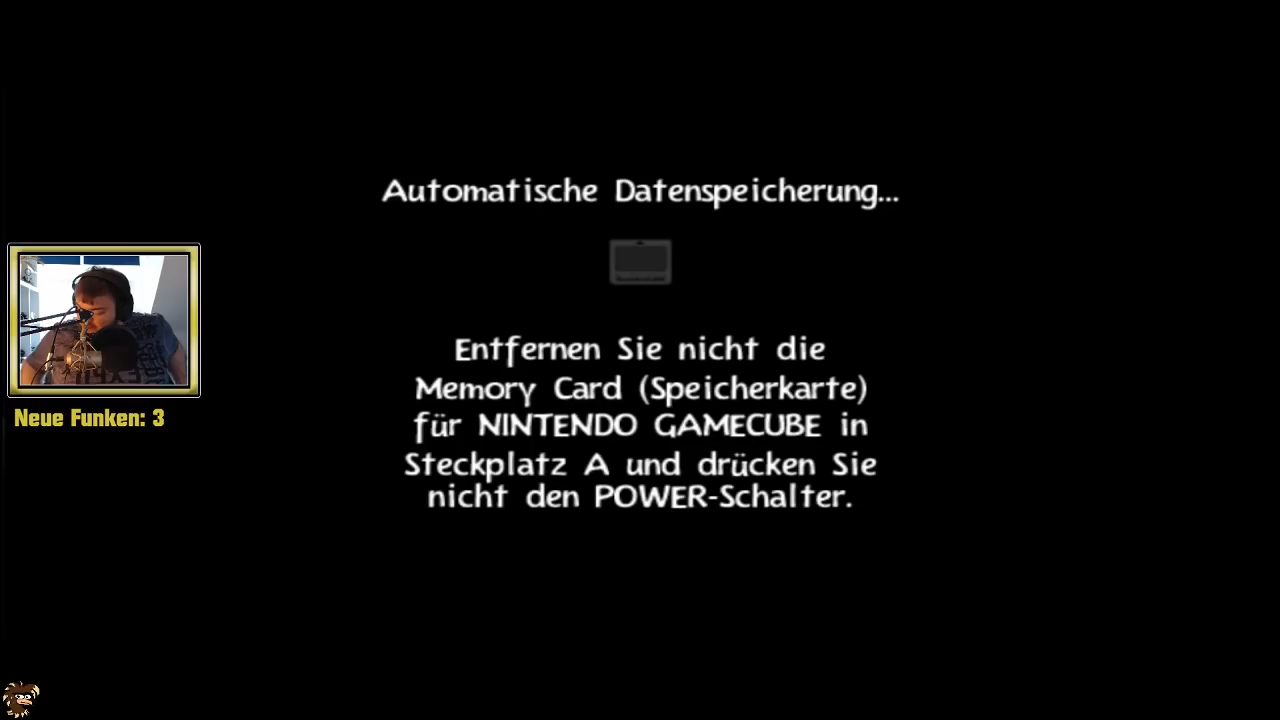 Automatische Datenspeicherung...
Entfernen Sie nicht die
Memory Card (Speicherkarte)
für NINTENDO GAMECUBE in
Steckplatz A und drücken Sie
nicht den POWER-Schalter.
Neue Funken: 3